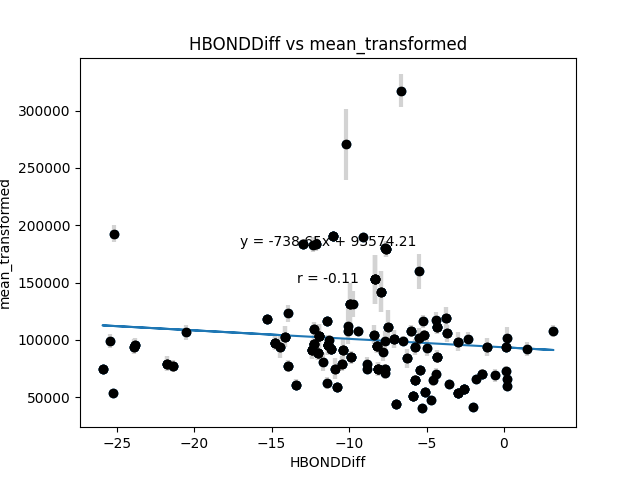 HBONDDiff vs mean_transformed
mean_transformed
300000
250000
200000
150000
100000
50000
y = -738.65x + 93574.21
r = -0.11
−25 −20 −15 −10 −5 0
HBONDDiff